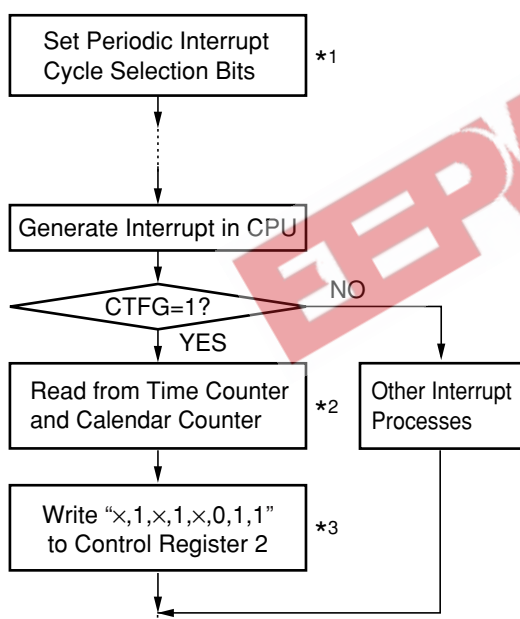 Set Periodic Interrupt
Cycle Selection Bits
*1
Generate Interrupt in CPU
CTFG=1?
NO
YES
Read from Time Counter
and Calendar Counter
*2
Other Interrupt
Processes
Write “×,1,×,1,×,0,1,1”
to Control Register 2
*3